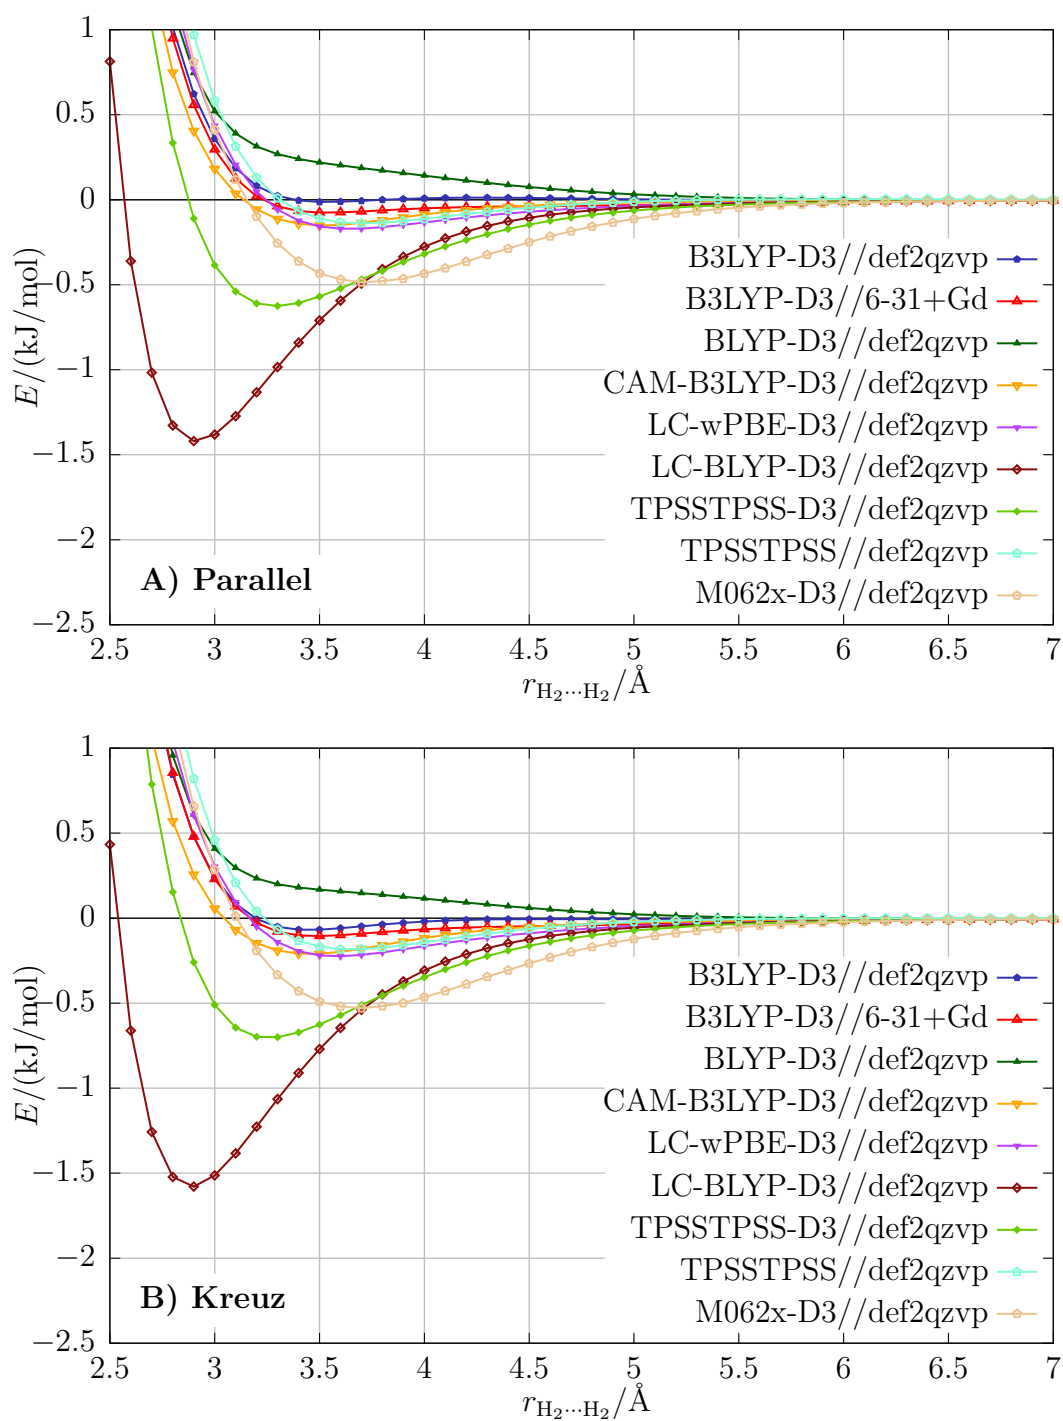 1
0.5
0
−0.5
−1
−1.5
−2
−2.5
E/(kJ/mol)
B3LYP-D3//def2qzvp
B3LYP-D3//6-31+Gd
BLYP-D3//def2qzvp
CAM-B3LYP-D3//def2qzvp
LC-wPBE-D3//def2qzvp
LC-BLYP-D3//def2qzvp
TPSSTPSS-D3//def2qzvp
TPSSTPSS//def2qzvp
M062x-D3//def2qzvp
A) Parallel
2.5 3 3.5 4 4.5 5 5.5 6 6.5 7
r_{H₂⋯H₂}/Å
1
0.5
0
−0.5
−1
−1.5
−2
−2.5
E/(kJ/mol)
B3LYP-D3//def2qzvp
B3LYP-D3//6-31+Gd
BLYP-D3//def2qzvp
CAM-B3LYP-D3//def2qzvp
LC-wPBE-D3//def2qzvp
LC-BLYP-D3//def2qzvp
TPSSTPSS-D3//def2qzvp
TPSSTPSS//def2qzvp
M062x-D3//def2qzvp
B) Kreuz
2.5 3 3.5 4 4.5 5 5.5 6 6.5 7
r_{H₂⋯H₂}/Å